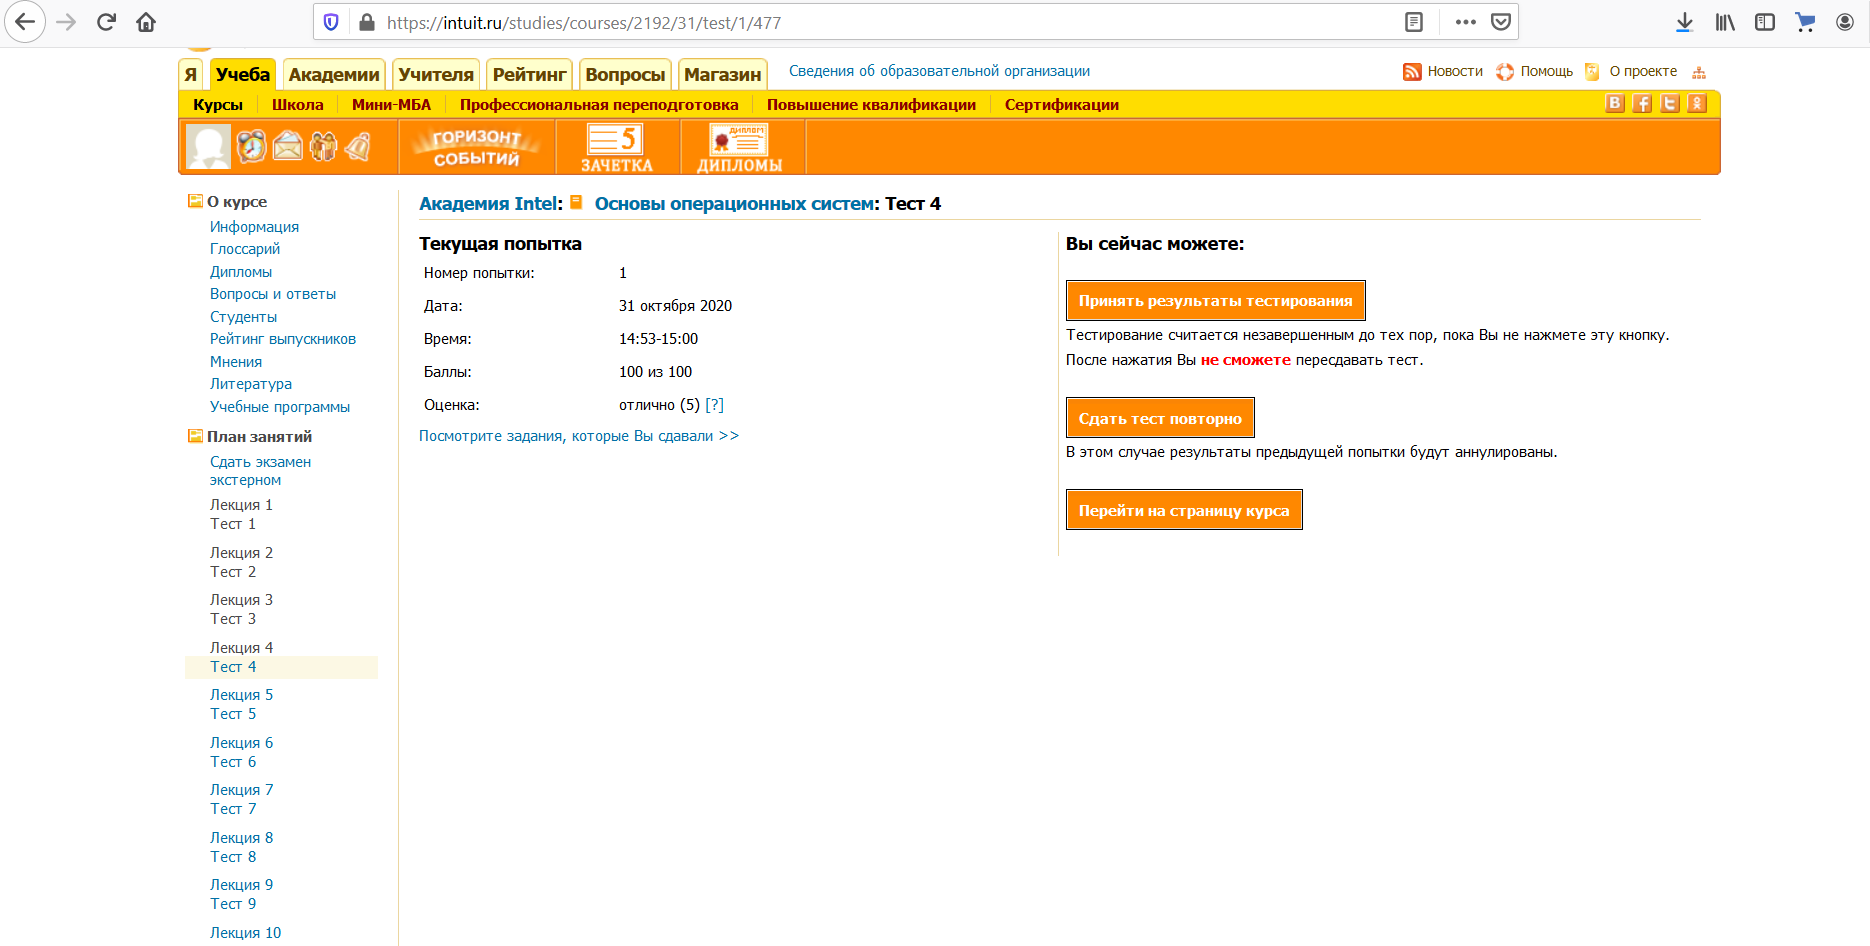 https://intuit.ru/studies/courses/2192/31/test/1/477
Я Учеба Академии Учителя Рейтинг Вопросы Магазин Сведения об образовательной организации Новости Помощь О проекте
Курсы Школа Мини-МБА Профессиональная переподготовка Повышение квалификации Сертификации
ГОРИЗОНТ СОБЫТИЙ
5 ЗАЧЕТКА
ДИПЛОМ ДИПЛОМЫ
О курсе
Информация
Глоссарий
Дипломы
Вопросы и ответы
Студенты
Рейтинг выпускников
Мнения
Литература
Учебные программы
План занятий
Сдать экзамен
экстерном
Лекция 1
Тест 1
Лекция 2
Тест 2
Лекция 3
Тест 3
Лекция 4
Тест 4
Лекция 5
Тест 5
Лекция 6
Тест 6
Лекция 7
Тест 7
Лекция 8
Тест 8
Лекция 9
Тест 9
Лекция 10
Академия Intel: Основы операционных систем: Тест 4
Текущая попытка
Номер попытки: 1
Дата: 31 октября 2020
Время: 14:53-15:00
Баллы: 100 из 100
Оценка: отлично (5) [?]
Посмотрите задания, которые Вы сдавали >>
Вы сейчас можете:
Принять результаты тестирования
Тестирование считается незавершенным до тех пор, пока Вы не нажмете эту кнопку.
После нажатия Вы не сможете пересдавать тест.
Сдать тест повторно
В этом случае результаты предыдущей попытки будут аннулированы.
Перейти на страницу курса